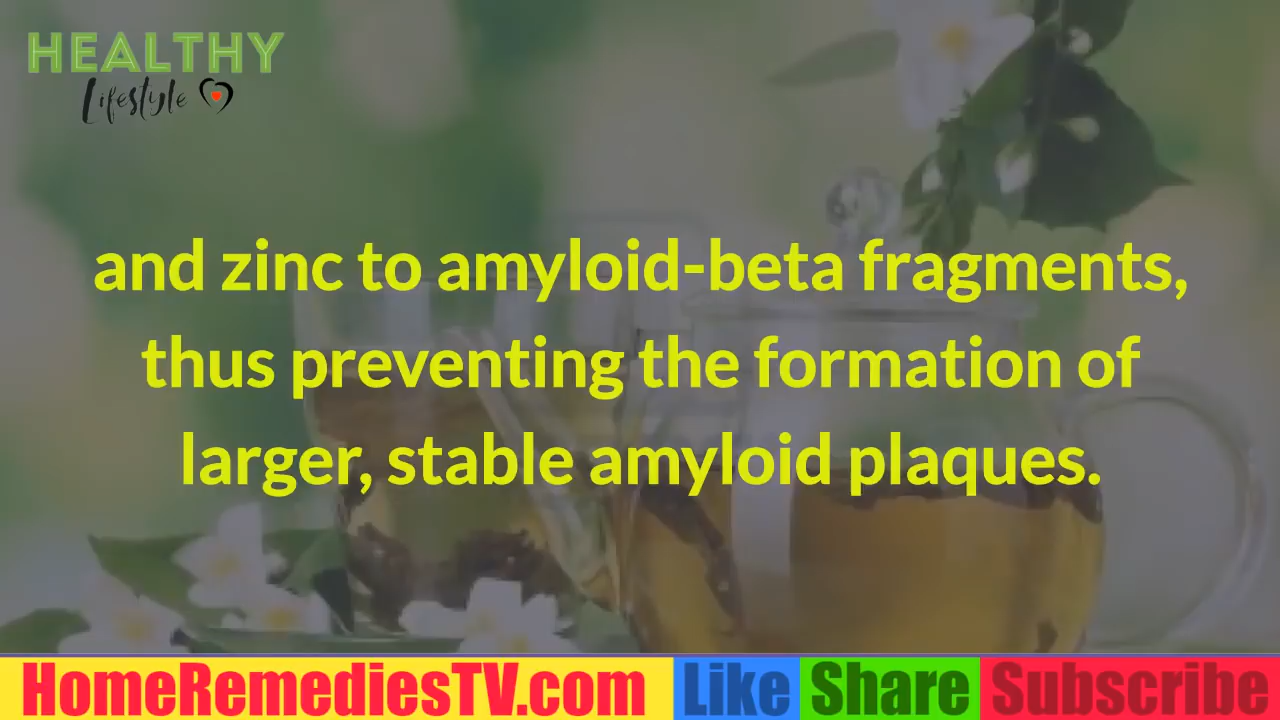 HEALTHY
Lifestyle
and zinc to amyloid-beta fragments,
thus preventing the formation of
larger, stable amyloid plaques.
HomeRemediesTV.com Like Share Subscribe